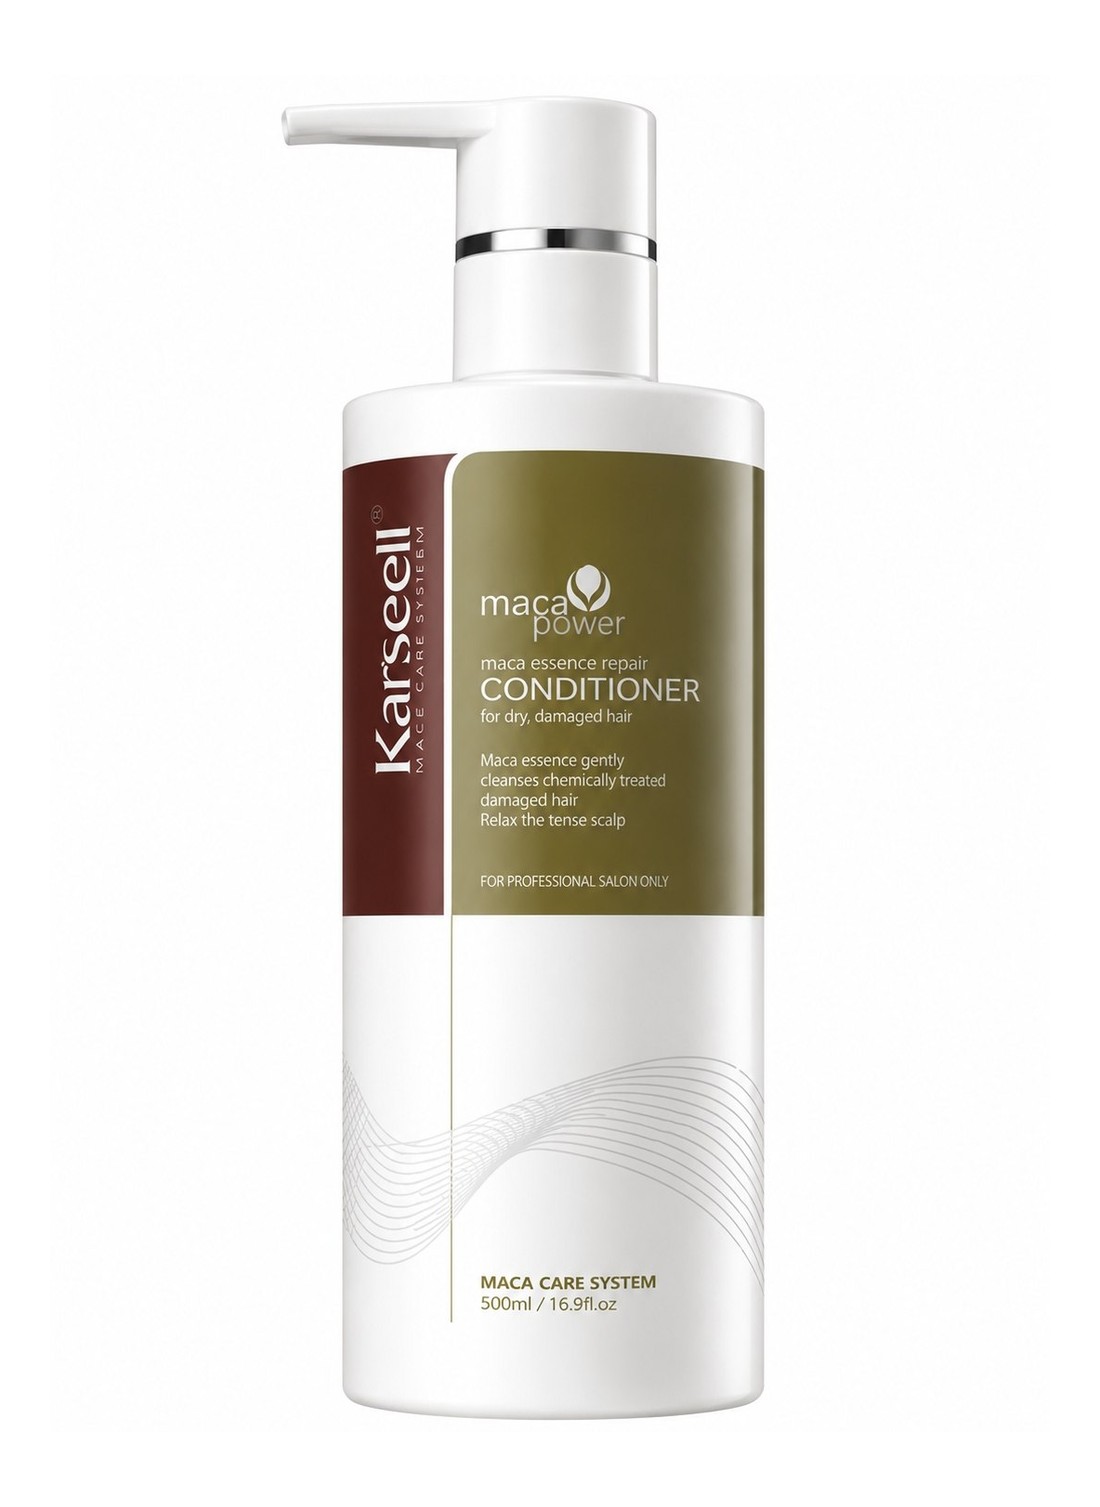 Karseell®
MACE CARE SYSTEEM
maca
power
maca essence repair
CONDITIONER
for dry, damaged hair
Maca essence gently
cleanses chemically treated
damaged hair
Relax the tense scalp
FOR PROFESSIONAL SALON ONLY
MACA CARE SYSTEM
500ml / 16.9fl.oz